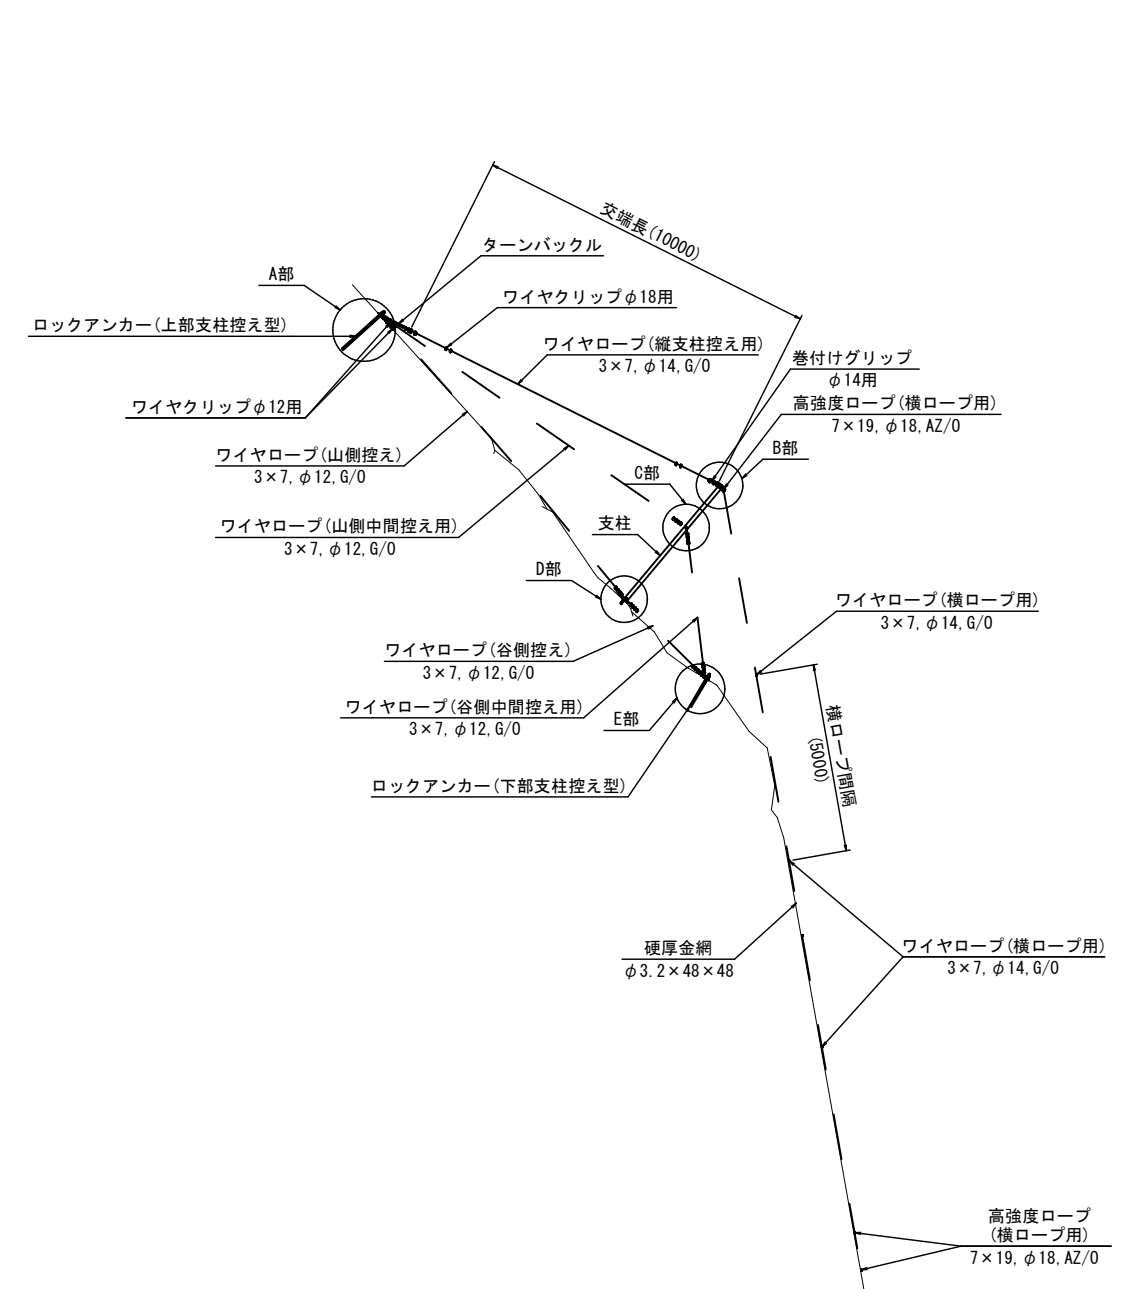 交端長(10000)
ターンバックル
A部
ワイヤクリップφ18用
ロックアンカー(上部支柱控え型)
ワイヤロープ(縦支柱控え用)
3×7,φ14,G/O
巻付けグリップ
φ14用
ワイヤクリップφ12用
高強度ロープ(横ロープ用)
7×19,φ18,AZ/O
B部
ワイヤロープ(山側控え)
3×7,φ12,G/O
C部
ワイヤロープ(山側中間控え用)
3×7,φ12,G/O
支柱
D部
ワイヤロープ(横ロープ用)
3×7,φ14,G/O
ワイヤロープ(谷側控え)
3×7,φ12,G/O
ワイヤロープ(谷側中間控え用)
3×7,φ12,G/O
E部
横ロープ間隔
(5000)
ロックアンカー(下部支柱控え型)
硬厚金網
φ3.2×48×48
ワイヤロープ(横ロープ用)
3×7,φ14,G/O
高強度ロープ
(横ロープ用)
7×19,φ18,AZ/O